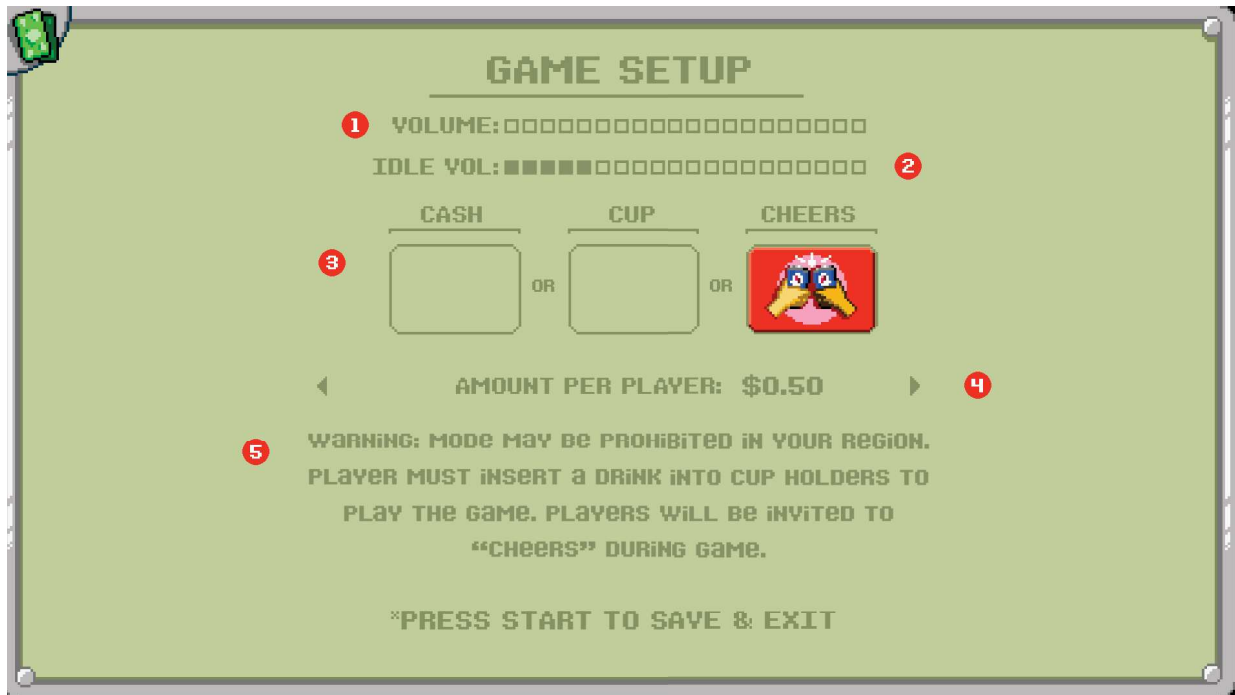 GAME SETUP
1 VOLUME:
IDLE VOL: 2
CASH CUP CHEERS
3 OR OR
AMOUNT PER PLAYER: $0.50 4
5 WARNING: MODE MAY BE PROHIBITED IN YOUR REGION.
PLAYER MUST INSERT A DRINK INTO CUP HOLDERS TO
PLAY THE GAME. PLAYERS WILL BE INVITED TO
“CHEERS” DURING GAME.
*PRESS START TO SAVE & EXIT